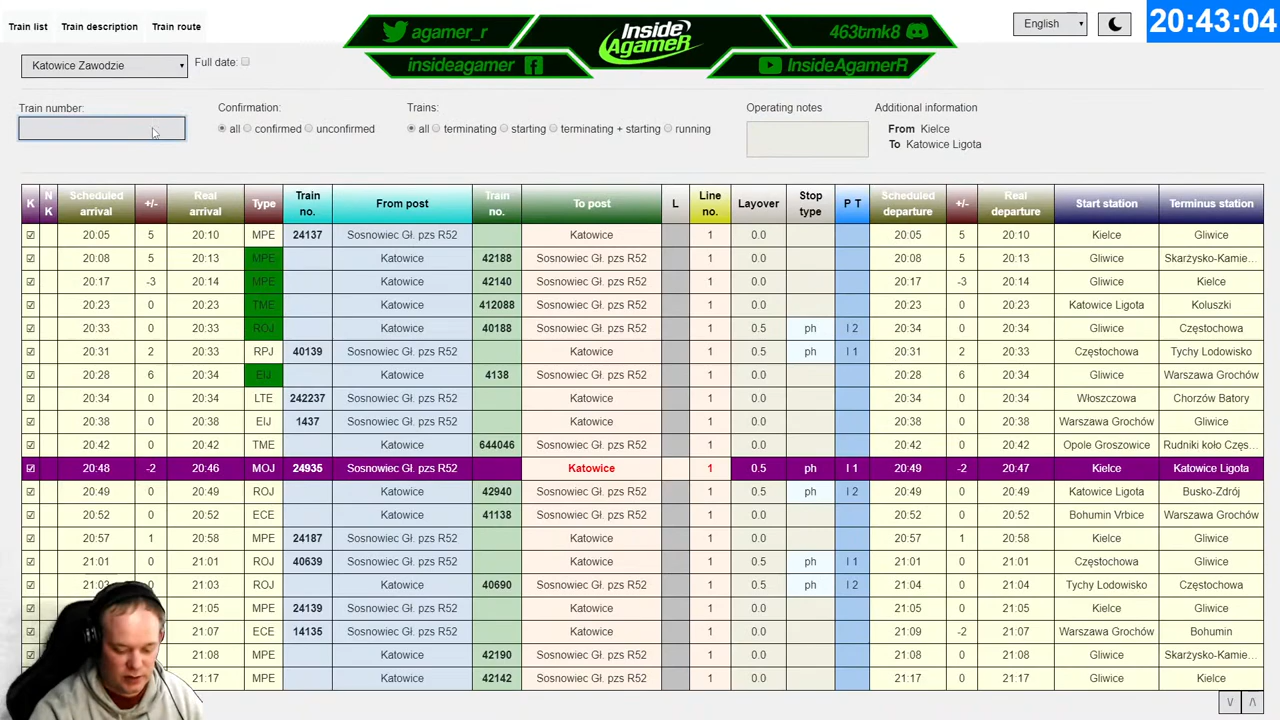 Train list Train description Train route
agamer_r
Inside AgameR
463tmk8
insideagamer
InsideAgamerR
English
20:43:04
Katowice Zawodzie Full date:
Train number: Confirmation: Trains: Operating notes Additional information
all confirmed unconfirmed all terminating starting terminating + starting running
From Kielce
To Katowice Ligota
K N K Scheduled arrival +/- Real arrival Type Train no. From post Train no. To post L Line no. Layover Stop type P T Scheduled departure +/- Real departure Start station Terminus station
20:05 5 20:10 MPE 24137 Sosnowiec Gł. pzs R52 Katowice 1 0.0 20:05 5 20:10 Kielce Gliwice
20:08 5 20:13 MPE Katowice 42188 Sosnowiec Gł. pzs R52 1 0.0 20:08 5 20:13 Gliwice Skarżysko-Kamie...
20:17 -3 20:14 MPE Katowice 42140 Sosnowiec Gł. pzs R52 1 0.0 20:17 -3 20:14 Gliwice Kielce
20:23 0 20:23 TME Katowice 412088 Sosnowiec Gł. pzs R52 1 0.0 20:23 0 20:23 Katowice Ligota Koluszki
20:33 0 20:33 ROJ Katowice 40188 Sosnowiec Gł. pzs R52 1 0.5 ph I 2 20:34 0 20:34 Gliwice Częstochowa
20:31 2 20:33 RPJ 40139 Sosnowiec Gł. pzs R52 Katowice 1 0.5 ph I 1 20:31 2 20:33 Częstochowa Tychy Lodowisko
20:28 6 20:34 EIJ Katowice 4138 Sosnowiec Gł. pzs R52 1 0.0 20:28 6 20:34 Gliwice Warszawa Grochów
20:34 0 20:34 LTE 242237 Sosnowiec Gł. pzs R52 Katowice 1 0.0 20:34 0 20:34 Włoszczowa Chorzów Batory
20:38 0 20:38 EIJ 1437 Sosnowiec Gł. pzs R52 Katowice 1 0.0 20:38 0 20:38 Warszawa Grochów Gliwice
20:42 0 20:42 TME Katowice 644046 Sosnowiec Gł. pzs R52 1 0.0 20:42 0 20:42 Opole Groszowice Rudniki koło Częs...
20:48 -2 20:46 MOJ 24935 Sosnowiec Gł. pzs R52 Katowice 1 0.5 ph I 1 20:49 -2 20:47 Kielce Katowice Ligota
20:49 0 20:49 ROJ Katowice 42940 Sosnowiec Gł. pzs R52 1 0.5 ph I 2 20:49 0 20:49 Katowice Ligota Busko-Zdrój
20:52 0 20:52 ECE Katowice 41138 Sosnowiec Gł. pzs R52 1 0.0 20:52 0 20:52 Bohumin Vrbice Warszawa Grochów
20:57 1 20:58 MPE 24187 Sosnowiec Gł. pzs R52 Katowice 1 0.0 20:57 1 20:58 Kielce Gliwice
21:01 0 21:01 ROJ 40639 Sosnowiec Gł. pzs R52 Katowice 1 0.5 ph I 1 21:01 0 21:01 Częstochowa Gliwice
21:03 0 21:03 ROJ Katowice 40690 Sosnowiec Gł. pzs R52 1 0.5 ph I 2 21:04 0 21:04 Tychy Lodowisko Częstochowa
21:05 MPE 24139 Sosnowiec Gł. pzs R52 Katowice 1 0.0 21:05 0 21:05 Kielce Gliwice
21:07 ECE 14135 Sosnowiec Gł. pzs R52 Katowice 1 0.0 21:09 -2 21:07 Warszawa Grochów Bohumin
21:08 MPE Katowice 42190 Sosnowiec Gł. pzs R52 1 0.0 21:08 0 21:08 Gliwice Skarżysko-Kamie...
21:17 MPE Katowice 42142 Sosnowiec Gł. pzs R52 1 0.0 21:17 0 21:17 Gliwice Kielce